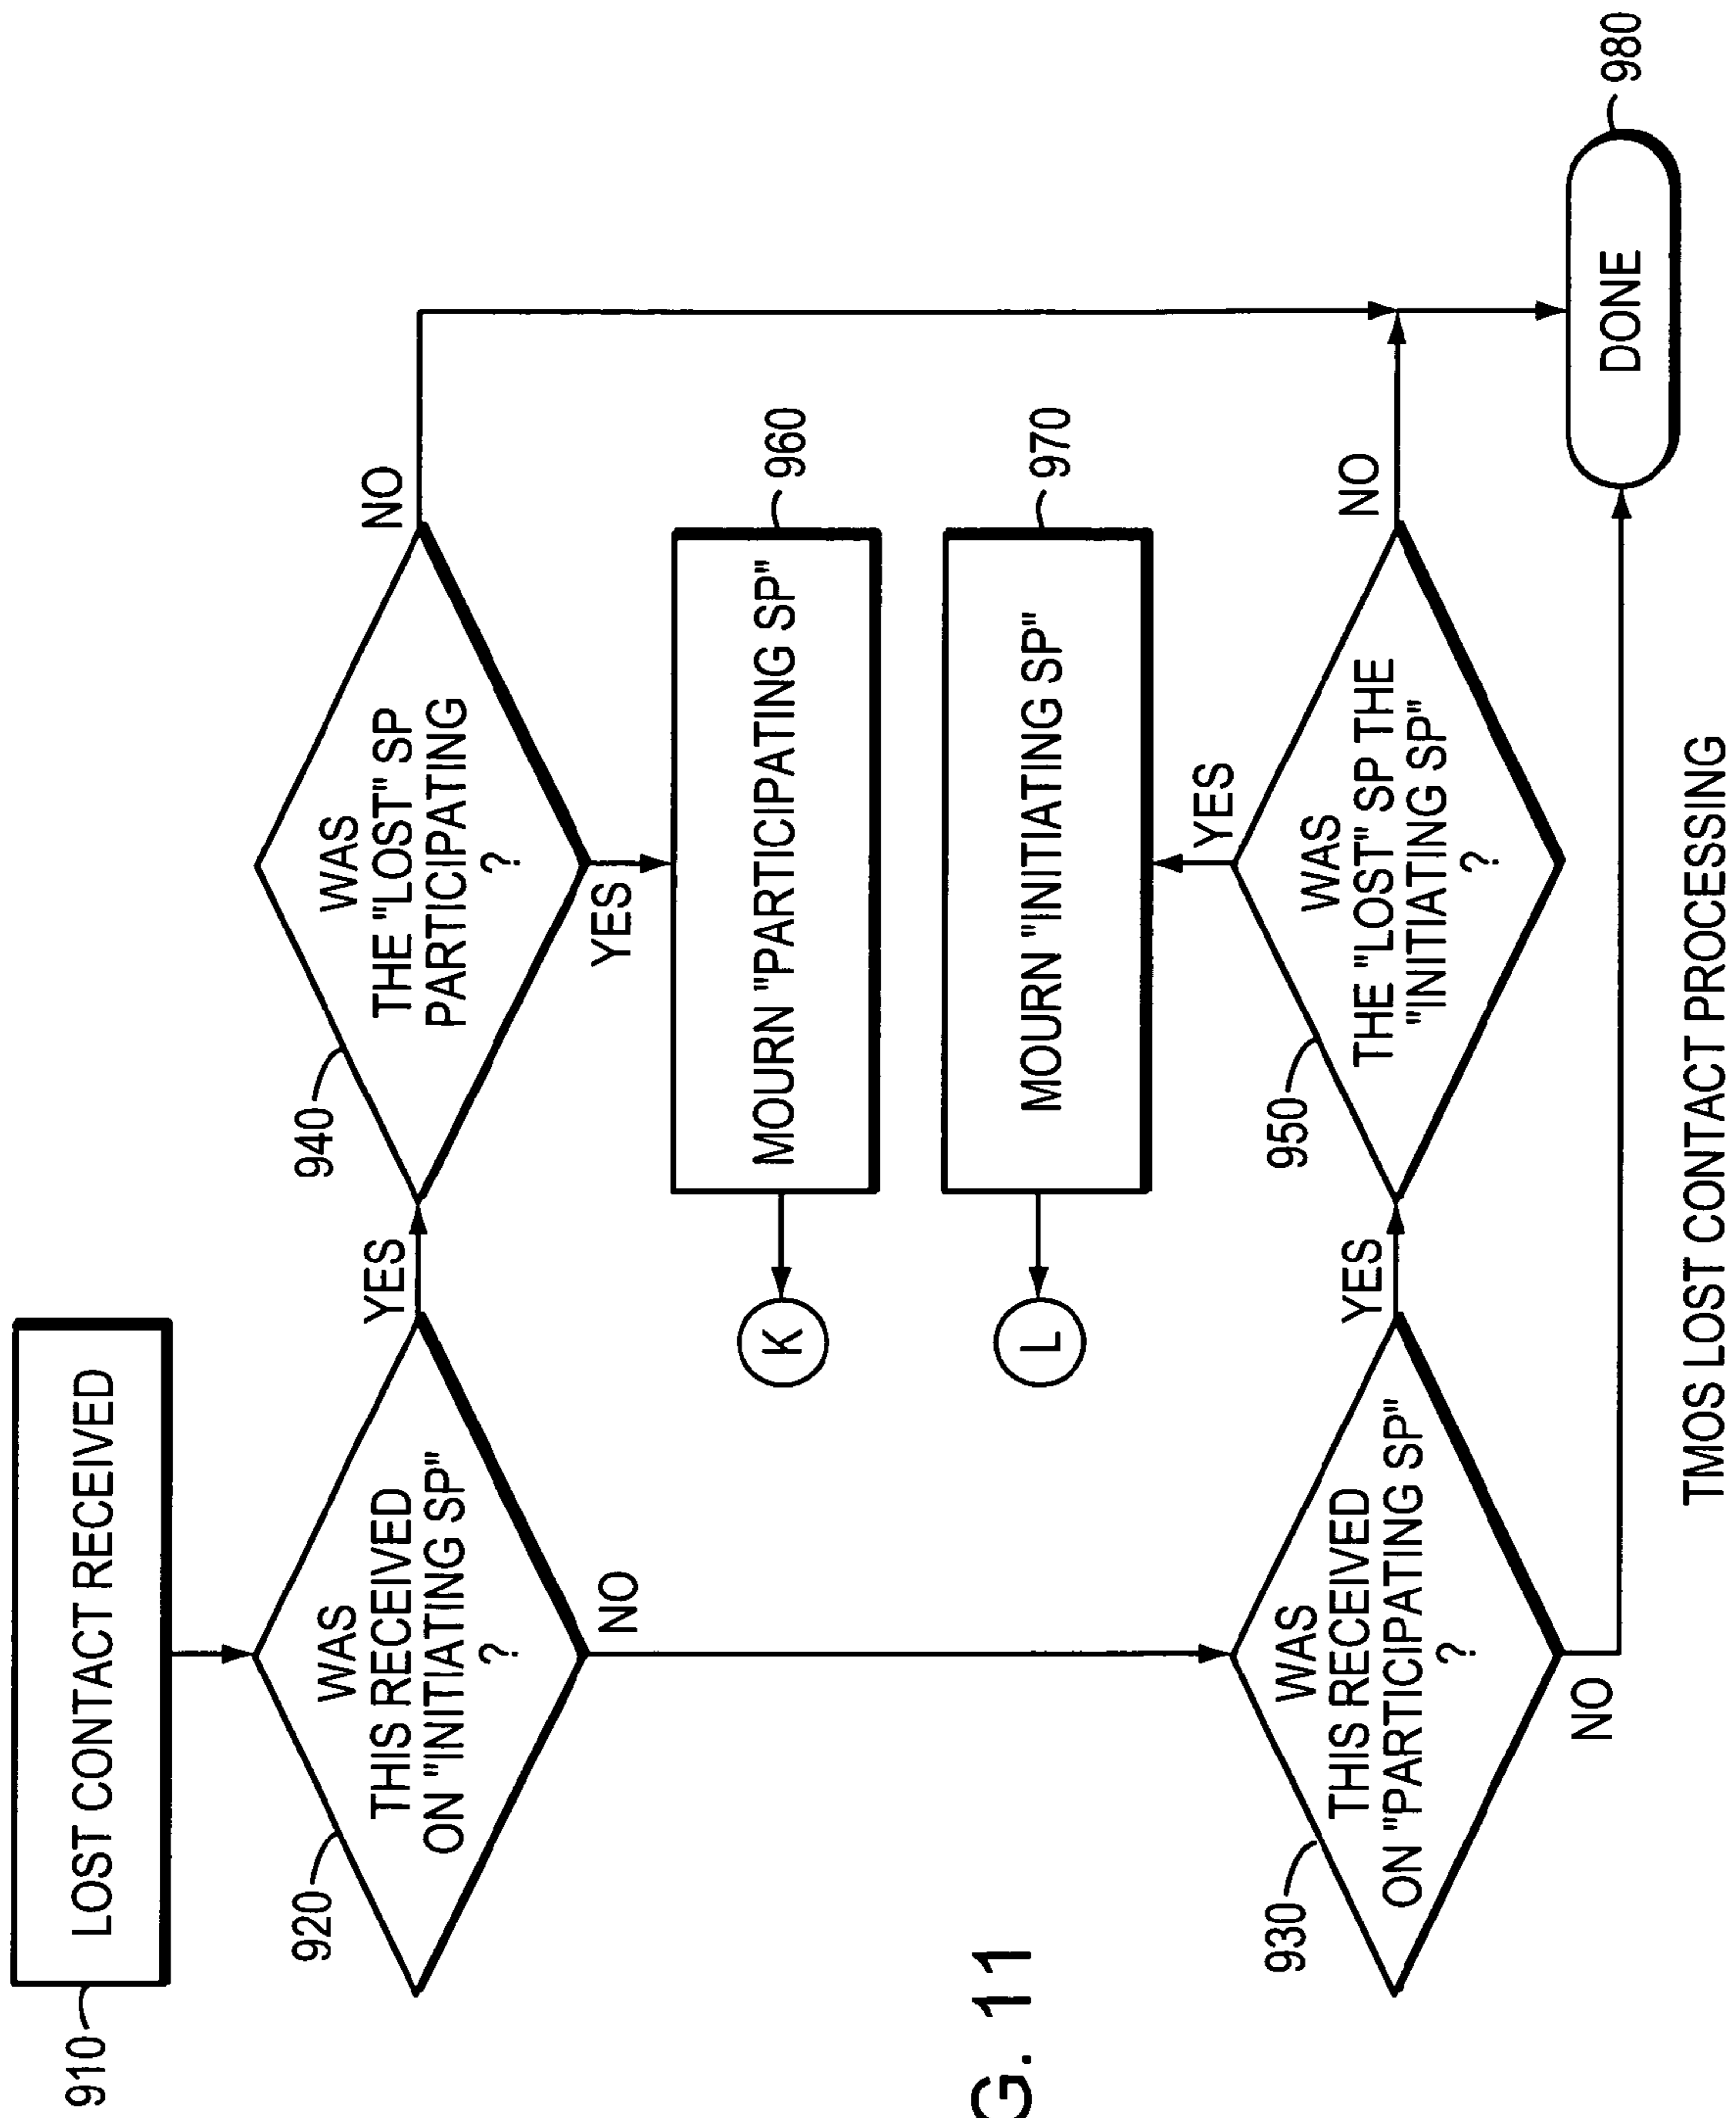 910
LOST CONTACT RECEIVED
920
WAS
THIS RECEIVED
ON "INITIATING SP"
?
YES
NO
940
WAS
THE "LOST" SP
PARTICIPATING
?
NO
YES
MOURN "PARTICIPATING SP"
960
K
MOURN "INITIATING SP"
970
L
930
WAS
THIS RECEIVED
ON "PARTICIPATING SP"
?
YES
NO
950
WAS
THE "LOST" SP THE
"INITIATING SP"
?
YES
NO
DONE
980
G. 11
TMOS LOST CONTACT PROCESSING